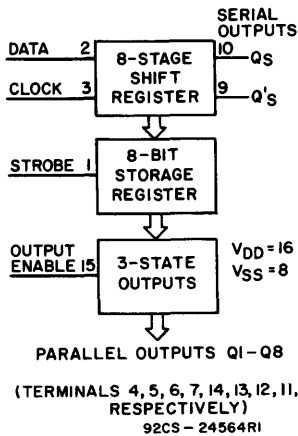 SERIAL
OUTPUTS
DATA 2
8-STAGE
SHIFT
REGISTER
10
QS
CLOCK 3
9
Q'S
STROBE 1
8-BIT
STORAGE
REGISTER
OUTPUT
ENABLE 15
3-STATE
OUTPUTS
VDD=16
VSS=8
PARALLEL OUTPUTS Q1-Q8
(TERMINALS 4, 5, 6, 7, 14, 13, 12, 11,
RESPECTIVELY)
92CS-24564R1